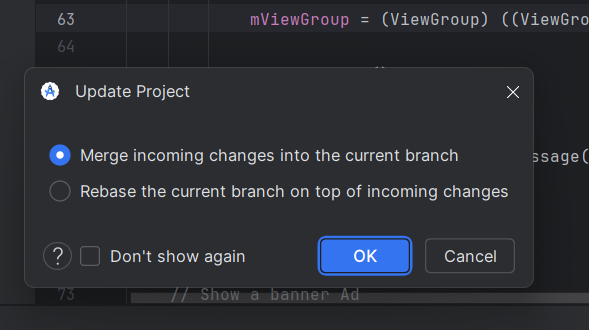 63 mViewGroup = (ViewGroup) ((ViewGro
64
Update Project
Merge incoming changes into the current branch
ssage(
Rebase the current branch on top of incoming changes
? Don't show again OK Cancel
73 // Show a banner Ad